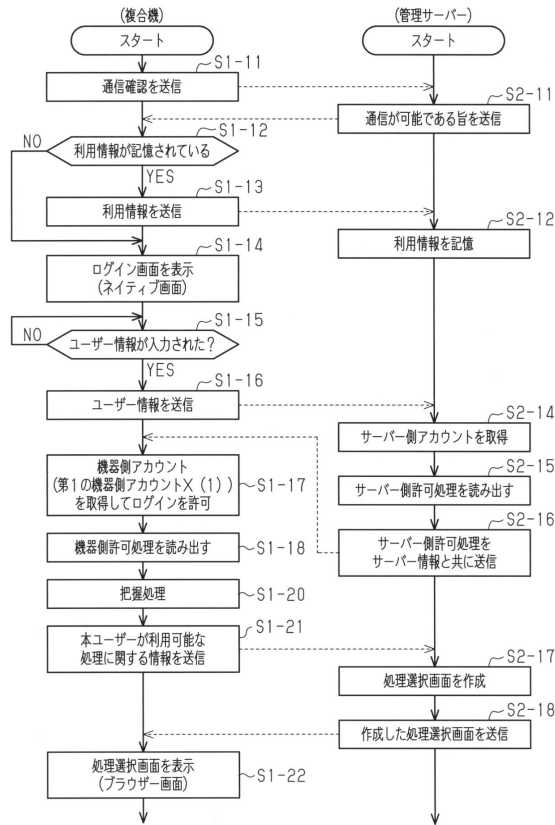 (複合機)
スタート
通信確認を送信
S1-11
利用情報が記憶されている
S1-12
NO
YES
利用情報を送信
S1-13
ログイン画面を表示
(ネイティブ画面)
S1-14
ユーザー情報が入力された?
S1-15
NO
YES
ユーザー情報を送信
S1-16
機器側アカウント
(第1の機器側アカウントX(1))
を取得してログインを許可
S1-17
機器側許可処理を読み出す
S1-18
把握処理
S1-20
本ユーザーが利用可能な
処理に関する情報を送信
S1-21
処理選択画面を表示
(ブラウザー画面)
S1-22
(管理サーバー)
スタート
S2-11
通信が可能である旨を送信
S2-12
利用情報を記憶
S2-14
サーバー側アカウントを取得
S2-15
サーバー側許可処理を読み出す
S2-16
サーバー側許可処理を
サーバー情報と共に送信
S2-17
処理選択画面を作成
S2-18
作成した処理選択画面を送信